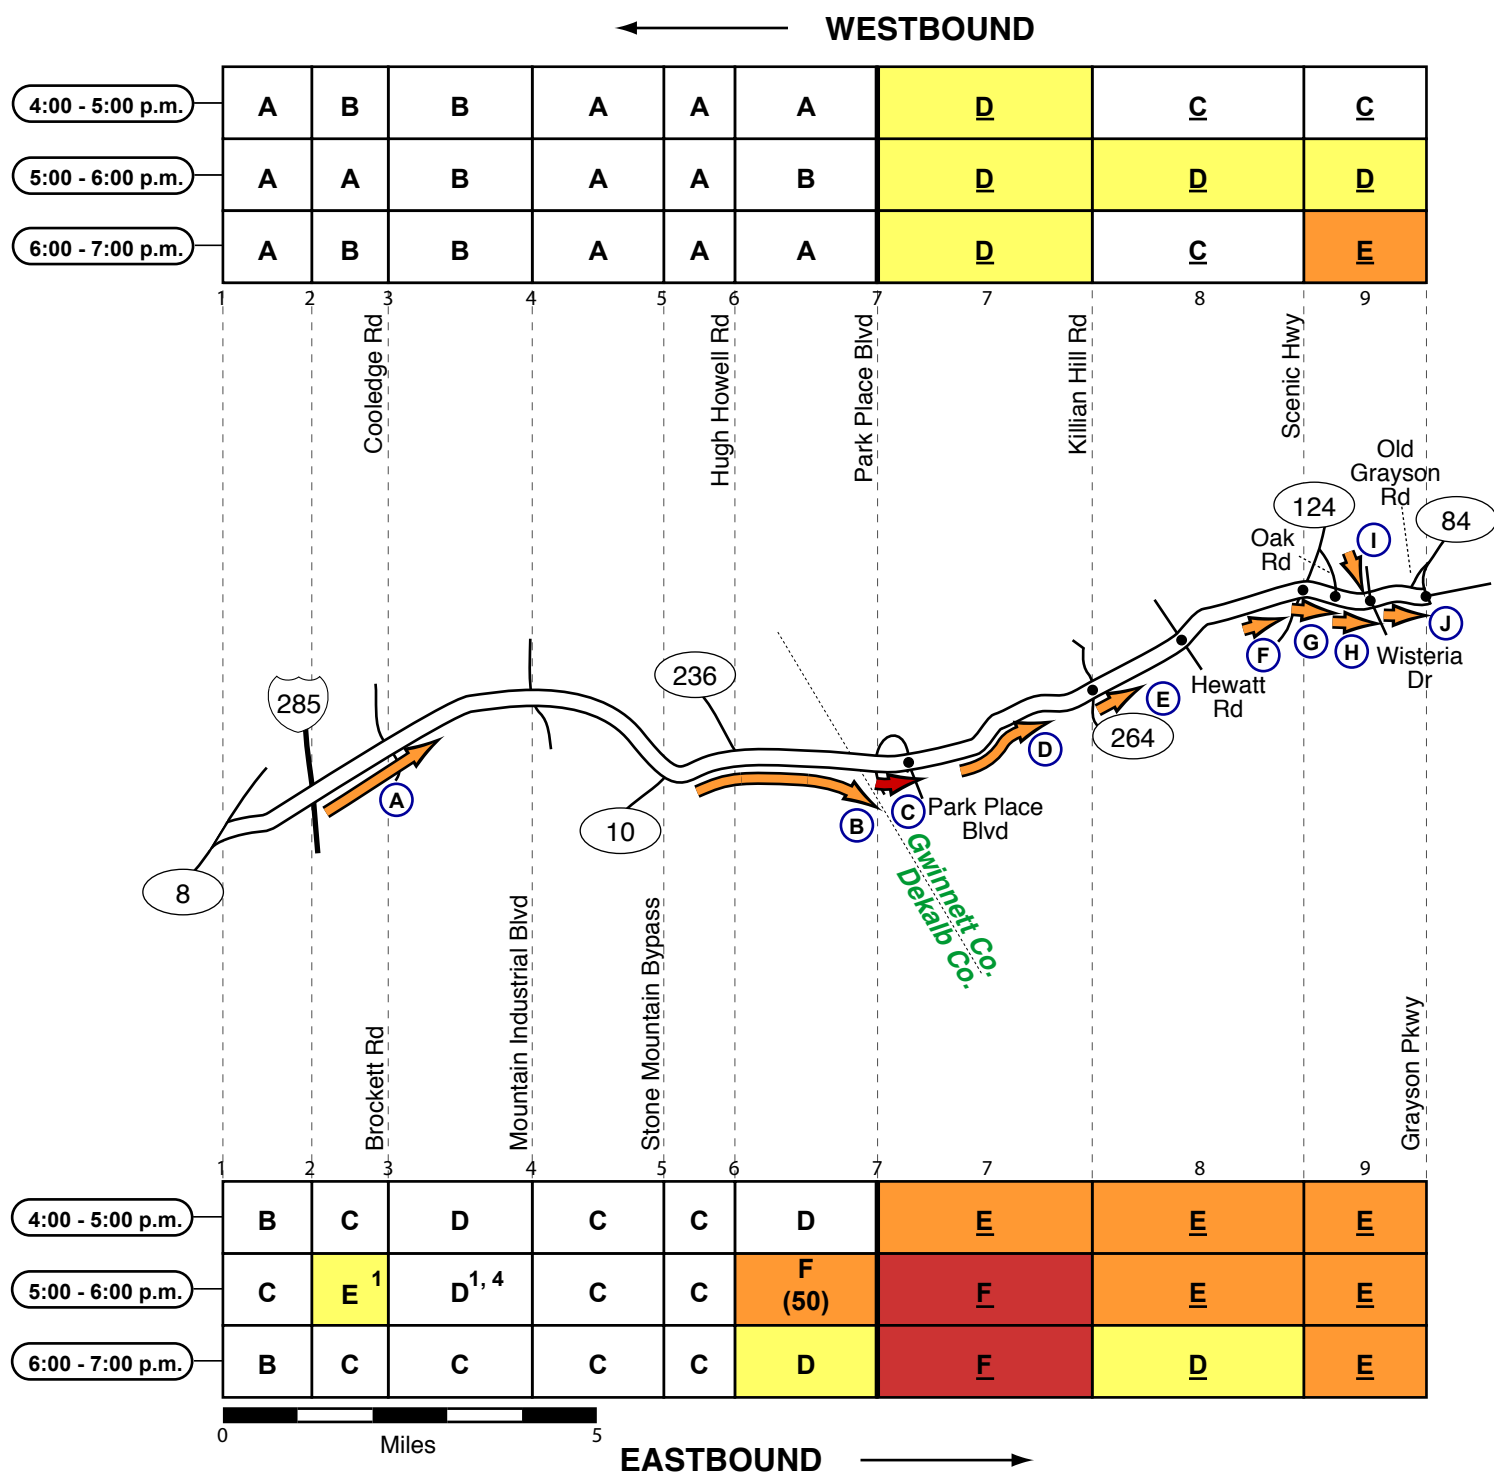 WESTBOUND
4:00 - 5:00 p.m. A B B A A A D C C
5:00 - 6:00 p.m. A A B A A B D D D
6:00 - 7:00 p.m. A B B A A A D C E
1 2 3 4 5 6 7 7 8 9
Cooledge Rd
Hugh Howell Rd
Park Place Blvd
Killian Hill Rd
Scenic Hwy
Old
Grayson
Rd
124
84
Oak
Rd
I
J
G
H
F
Wisteria
Dr
Hewatt
Rd
E
264
D
236
285
A
10
B
C
Park Place
Blvd
8
Gwinnett Co.
Dekalb Co.
Brockett Rd
Mountain Industrial Blvd
Stone Mountain Bypass
Grayson Pkwy
1 2 3 4 5 6 7 7 8 9
4:00 - 5:00 p.m. B C D C C D E E E
5:00 - 6:00 p.m. C E 1 D1, 4 C C F (50) F E E
6:00 - 7:00 p.m. B C C C C D F D E
0 5
Miles
EASTBOUND